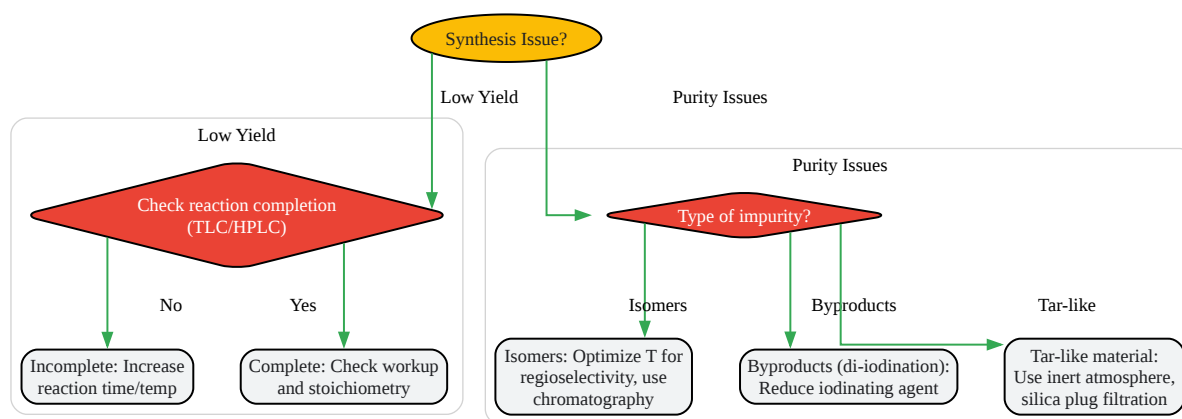 Synthesis Issue?
Low Yield
Purity Issues
Low Yield
Purity Issues
Check reaction completion
(TLC/HPLC)
Type of impurity?
No
Yes
Isomers
Byproducts
Tar-like
Incomplete: Increase
reaction time/temp
Complete: Check workup
and stoichiometry
Isomers: Optimize T for
regioselectivity, use
chromatography
Byproducts (di-iodination):
Reduce iodinating agent
Tar-like material:
Use inert atmosphere,
silica plug filtration